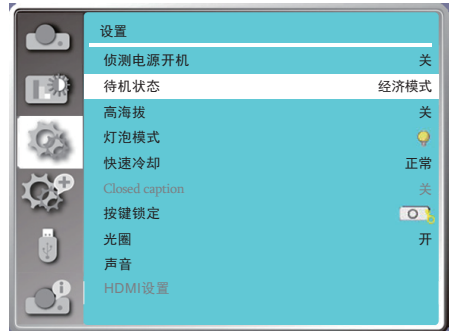 设置
侦测电源开机 关
待机状态 经济模式
高海拔 关
灯泡模式
快速冷却 正常
Closed caption 关
按键锁定
光圈 开
声音
HDMI设置